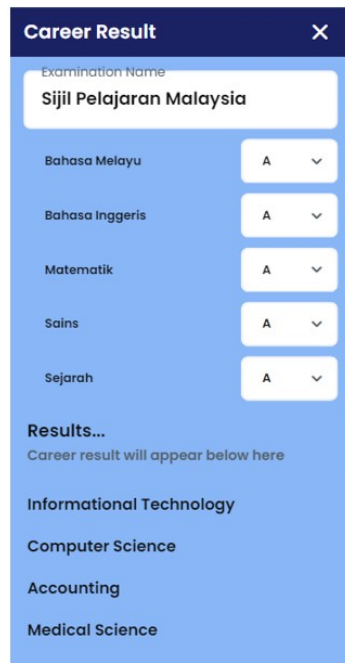 Career Result
Examination Name
Sijil Pelajaran Malaysia
Bahasa Melayu A
Bahasa Inggeris A
Matematik A
Sains A
Sejarah A
Results...
Career result will appear below here
Informational Technology
Computer Science
Accounting
Medical Science